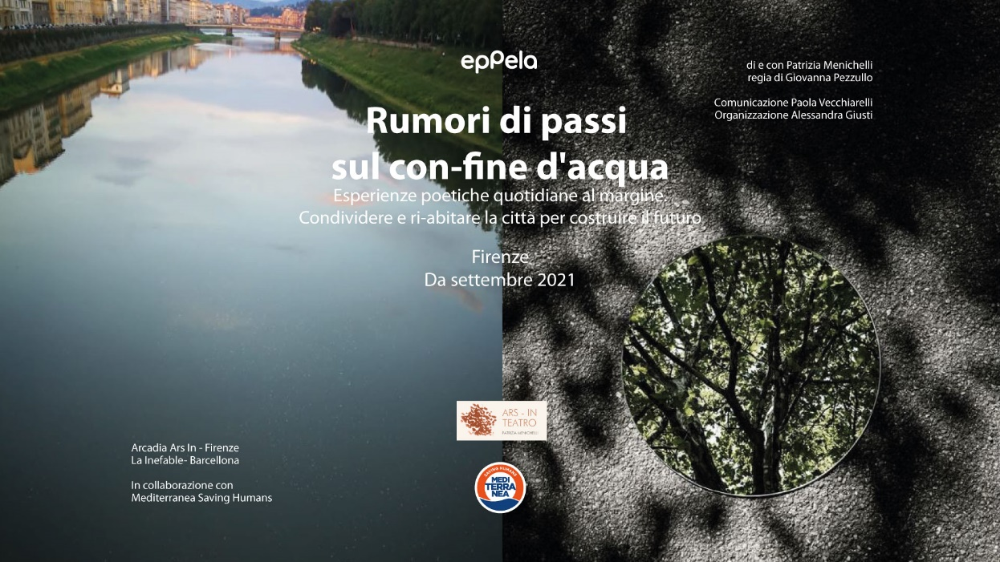 eppela
di e con Patrizia Menichelli
regia di Giovanna Pezzullo
Comunicazione Paola Vecchiarelli
Organizzazione Alessandra Giusti
Rumori di passi
sul con-fine d'acqua
Esperienze poetiche quotidiane al margine.
Condividere e ri-abitare la città per costruire il futuro
Firenze
Da settembre 2021
ARS - IN
TEATRO
PATRIZIA MENICHELLI
Arcadia Ars In - Firenze
La Inefable- Barcellona
In collaborazione con
Mediterranea Saving Humans
SAVING HUMANS
MEDI
TERRA
NEA